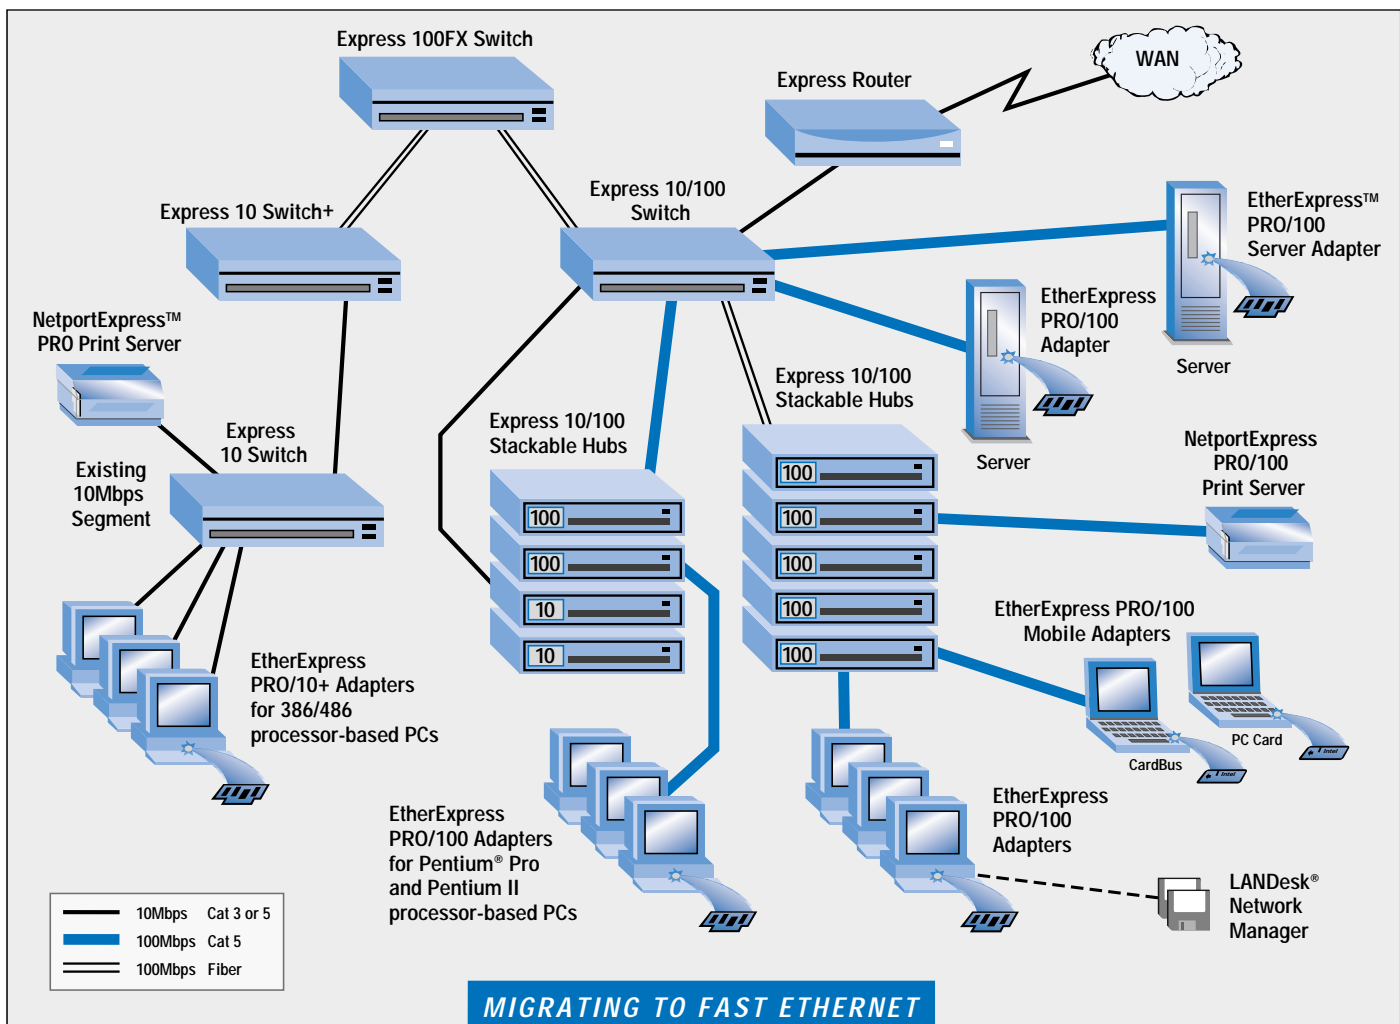 Express 100FX Switch
WAN
Express Router
Express 10/100
Switch
Express 10 Switch+
EtherExpress™
PRO/100
Server Adapter
EtherExpress
PRO/100
Adapter
NetportExpress™
PRO Print Server
Server
Express 10/100
Stackable Hubs
Express 10/100
Stackable Hubs
Express
10 Switch
Server
NetportExpress
PRO/100
Print Server
Existing
10Mbps
Segment
100
100
10
10
100
100
100
100
100
EtherExpress PRO/100
Mobile Adapters
EtherExpress
PRO/10+ Adapters
for 386/486
processor-based PCs
PC Card
CardBus
Intel
Intel
EtherExpress
PRO/100 Adapters
for Pentium® Pro
and Pentium II
processor-based PCs
EtherExpress
PRO/100
Adapters
LANDesk®
Network
Manager
10Mbps Cat 3 or 5
100Mbps Cat 5
100Mbps Fiber
MIGRATING TO FAST ETHERNET